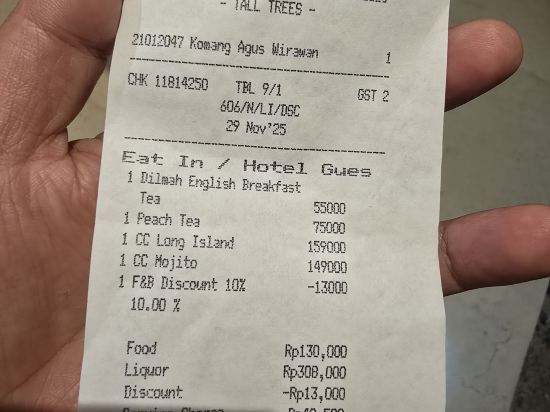 - TALL TREES -
21012047 Komang Agus Wirawan 1
CHK 11814250 TBL 9/1 GST 2
606/N/LI/DSC
29 Nov'25
Eat In / Hotel Gues
1 Dilmah English Breakfast
Tea 55000
1 Peach Tea 75000
1 CC Long Island 159000
1 CC Mojito 149000
1 F&B Discount 10% -13000
10.00 %
Food Rp130,000
Liquor Rp308,000
Discount -Rp13,000